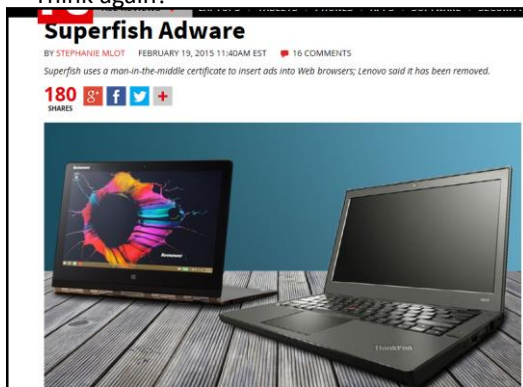 Think again!
Superfish Adware
BY STEPHANIE MLOT FEBRUARY 19, 2015 11:40AM EST 16 COMMENTS
Superfish uses a man-in-the-middle certificate to insert ads into Web browsers; Lenovo said it has been removed.
180
SHARES
g+ f +
ThinkPad